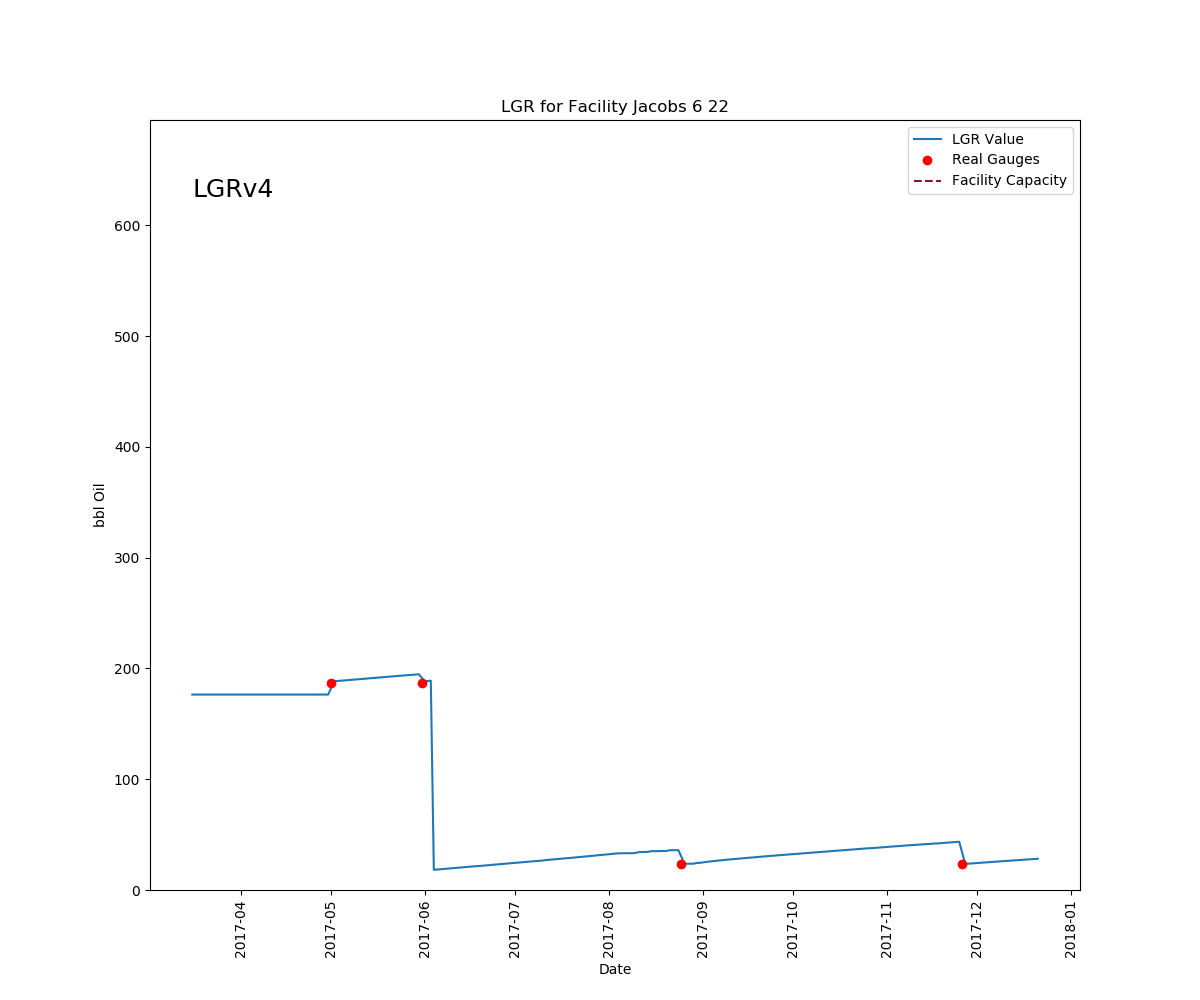 LGR for Facility Jacobs 6 22
LGRv4
LGR Value
Real Gauges
Facility Capacity
600
500
400
300
200
100
0
bbl Oil
2017-04
2017-05
2017-06
2017-07
2017-08
2017-09
2017-10
2017-11
2017-12
2018-01
Date